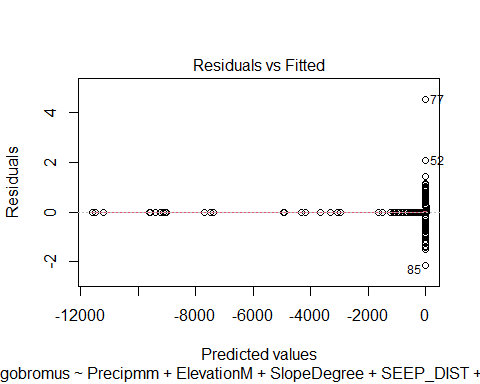 Residuals vs Fitted
Residuals
4
2
0
-2
77
52
85
-12000 -8000 -6000 -4000 -2000 0
Predicted values
gobromus ~ Precipmm + ElevationM + SlopeDegree + SEEP_DIST +